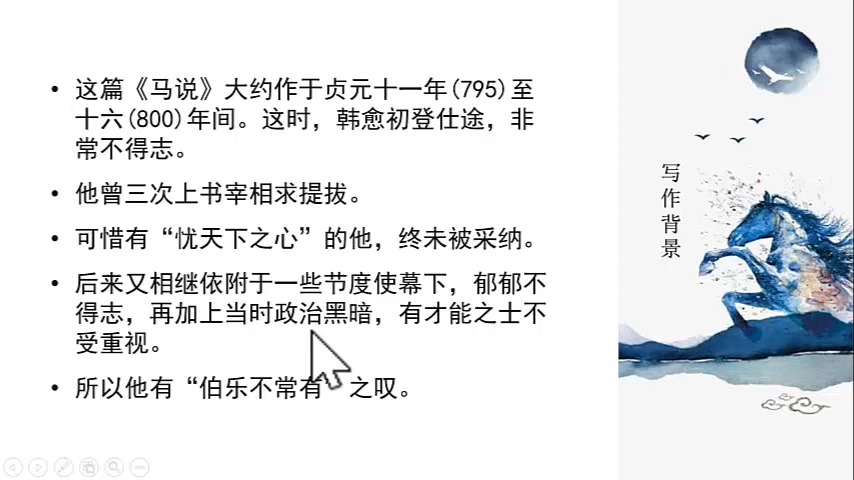 • 这篇《马说》大约作于贞元十一年(795)至
十六(800)年间。这时，韩愈初登仕途，非
常不得志。
• 他曾三次上书宰相求提拔。
• 可惜有“忧天下之心”的他，终未被采纳。
• 后来又相继依附于一些节度使幕下，郁郁不
得志，再加上当时政治黑暗，有才能之士不
受重视。
• 所以他有“伯乐不常有”之叹。
写作背景